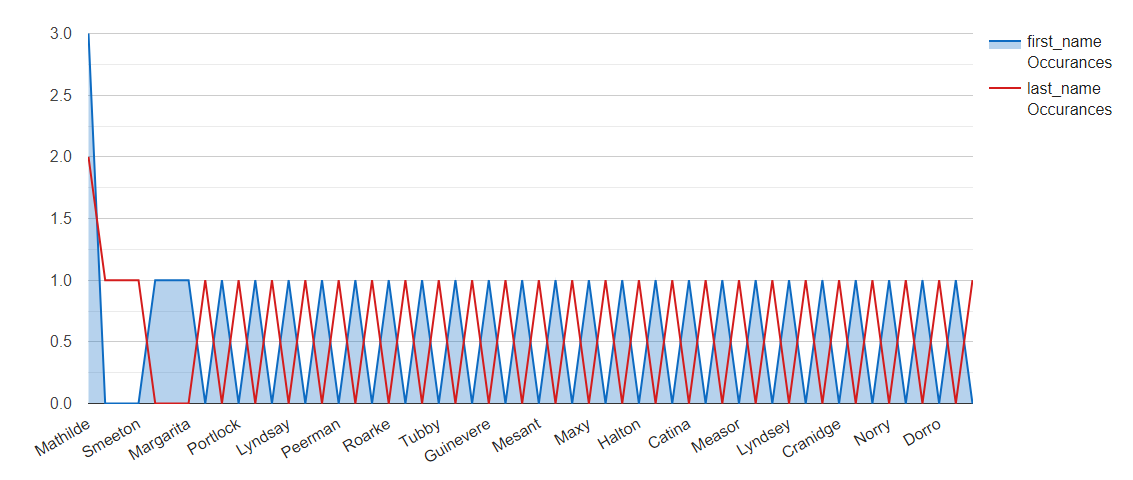 3.0
2.5
2.0
1.5
1.0
0.5
0.0
Mathilde
Smeeton
Margarita
Portlock
Lyndsay
Peerman
Roarke
Tubby
Guinevere
Mesant
Maxy
Halton
Catina
Measor
Lyndsey
Cranidge
Norry
Dorro
first_name
Occurances
last_name
Occurances